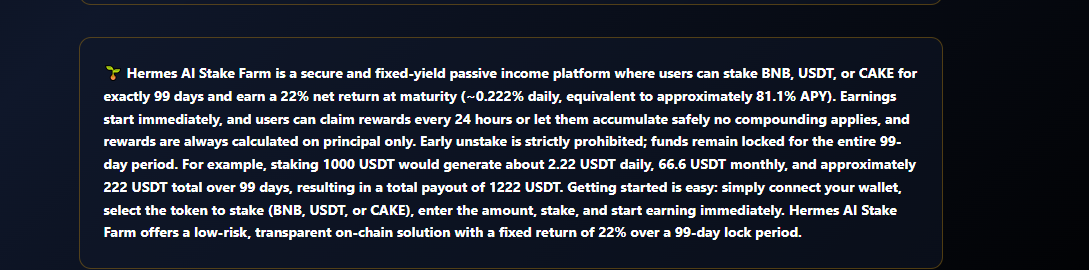 🌱 Hermes AI Stake Farm is a secure and fixed-yield passive income platform where users can stake BNB, USDT, or CAKE for
exactly 99 days and earn a 22% net return at maturity (~0.222% daily, equivalent to approximately 81.1% APY). Earnings
start immediately, and users can claim rewards every 24 hours or let them accumulate safely no compounding applies, and
rewards are always calculated on principal only. Early unstake is strictly prohibited; funds remain locked for the entire 99-
day period. For example, staking 1000 USDT would generate about 2.22 USDT daily, 66.6 USDT monthly, and approximately
222 USDT total over 99 days, resulting in a total payout of 1222 USDT. Getting started is easy: simply connect your wallet,
select the token to stake (BNB, USDT, or CAKE), enter the amount, stake, and start earning immediately. Hermes AI Stake
Farm offers a low-risk, transparent on-chain solution with a fixed return of 22% over a 99-day lock period.